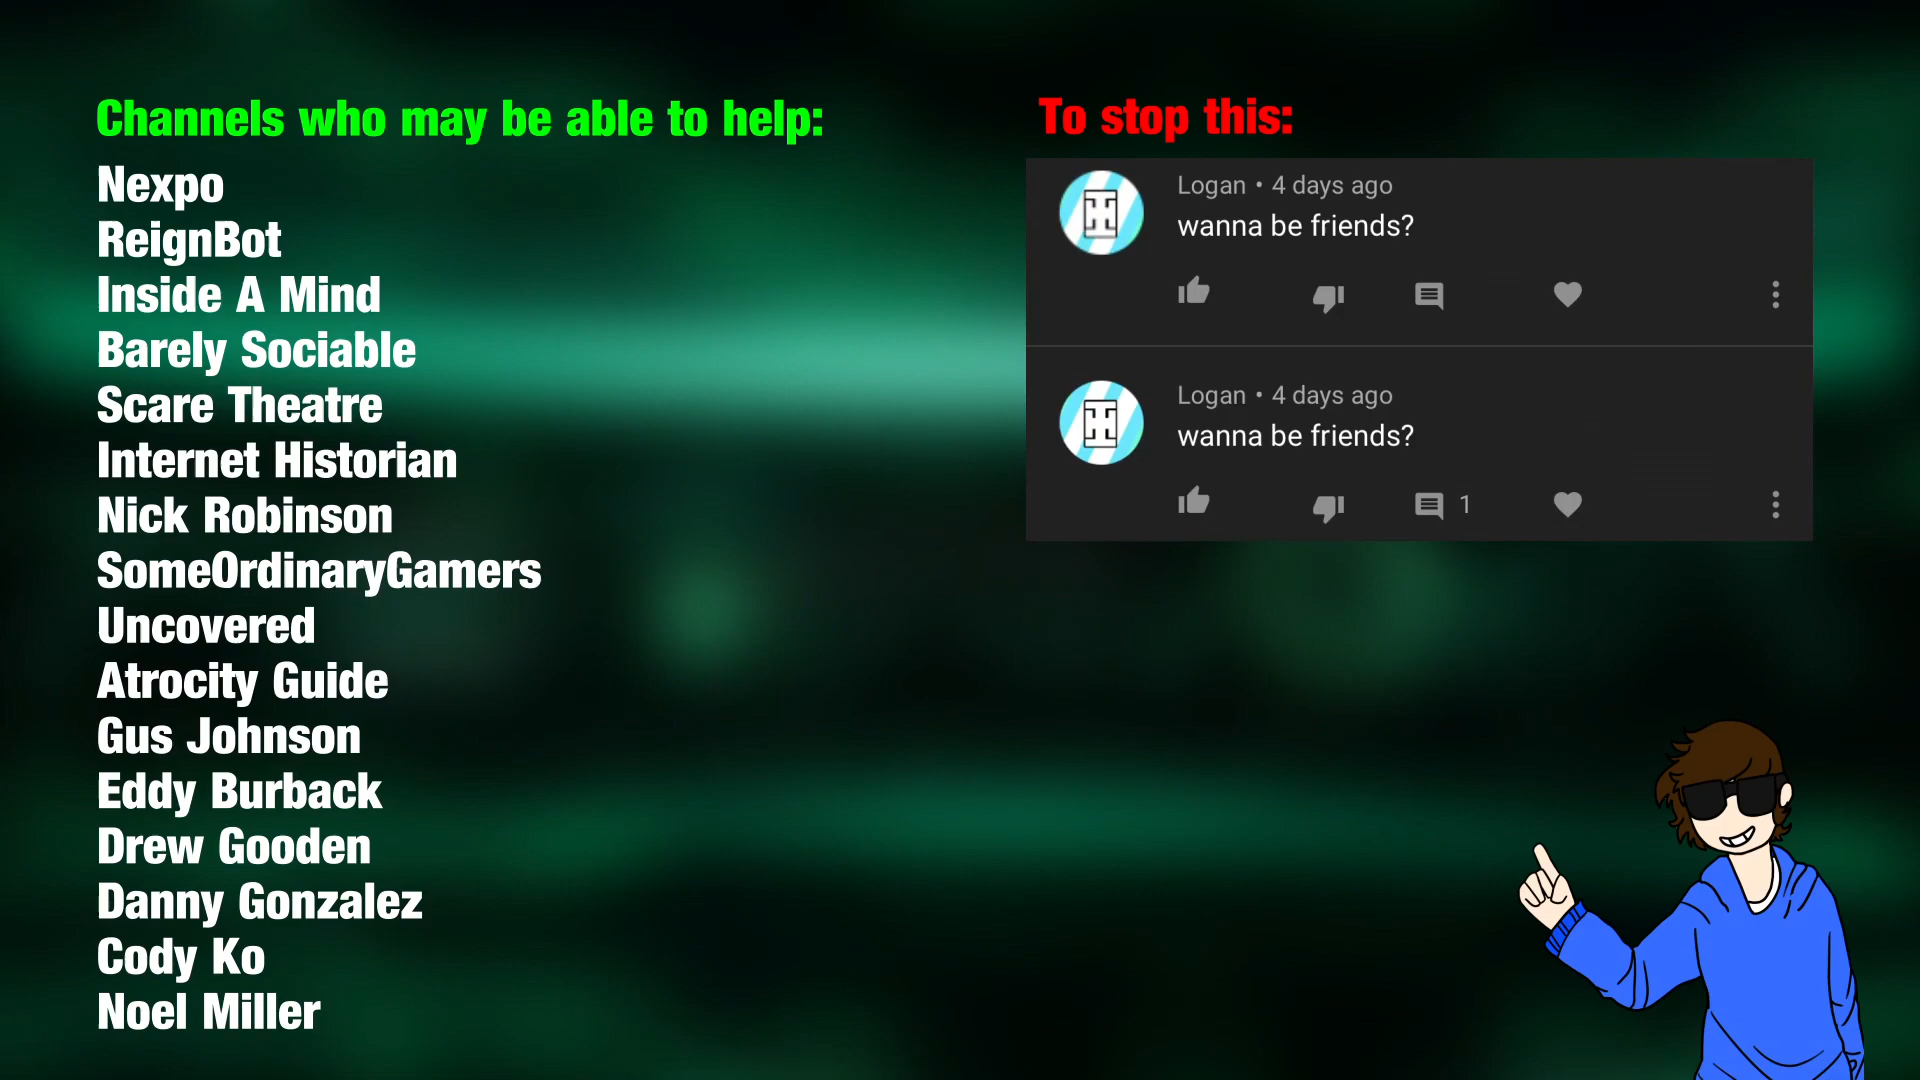 Channels who may be able to help:
Nexpo
ReignBot
Inside A Mind
Barely Sociable
Scare Theatre
Internet Historian
Nick Robinson
SomeOrdinaryGamers
Uncovered
Atrocity Guide
Gus Johnson
Eddy Burback
Drew Gooden
Danny Gonzalez
Cody Ko
Noel Miller
To stop this:
Logan • 4 days ago
wanna be friends?
Logan • 4 days ago
wanna be friends?
1